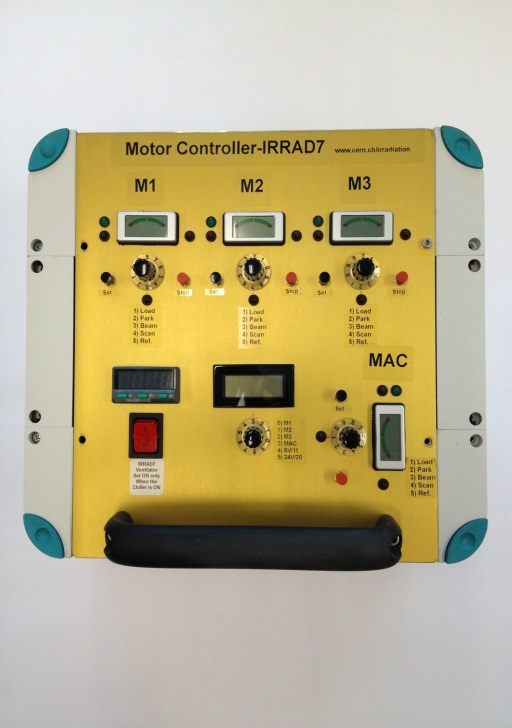 Motor Controller-IRRAD7 www.cern.ch/irradiation
M1 M2 M3
Set Stop Set Stop Set Stop
1) Load
2) Park
3) Beam
4) Scan
5) Ref.
1) Load
2) Park
3) Beam
4) Scan
5) Ref.
1) Load
2) Park
3) Beam
4) Scan
5) Ref.
MAC
Set
0) M1
1) M2
2) M3
3) MAC
4) 5V/11
5) 24V/20
IRRAD7
Ventilator
Set ON only
When the
Chiller is ON
1) Load
2) Park
3) Beam
4) Scan
5) Ref.